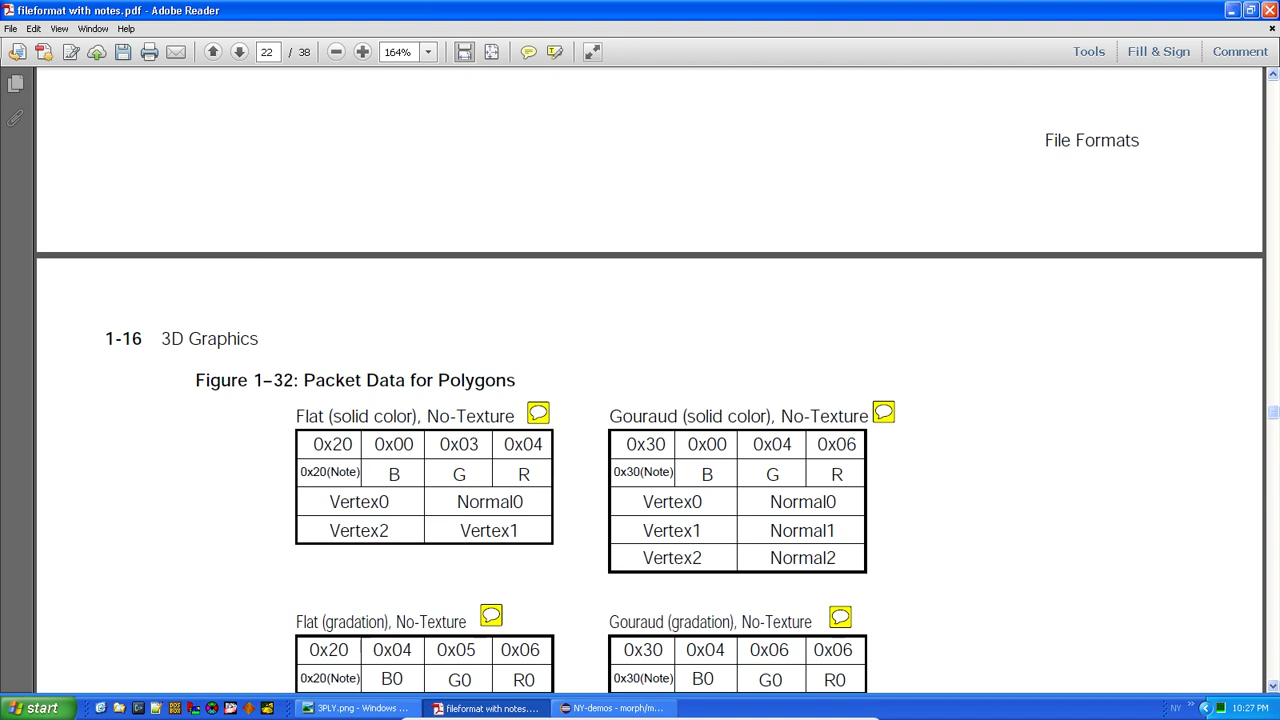 fileformat with notes.pdf - Adobe Reader
File Edit View Window Help
22 / 38 164% Tools Fill & Sign Comment
File Formats
1-16 3D Graphics
Figure 1–32: Packet Data for Polygons
Flat (solid color), No-Texture
0x20 0x00 0x03 0x04
0x20(Note) B G R
Vertex0 Normal0
Vertex2 Vertex1
Gouraud (solid color), No-Texture
0x30 0x00 0x04 0x06
0x30(Note) B G R
Vertex0 Normal0
Vertex1 Normal1
Vertex2 Normal2
Flat (gradation), No-Texture
0x20 0x04 0x05 0x06
0x20(Note) B0 G0 R0
Gouraud (gradation), No-Texture
0x30 0x04 0x06 0x06
0x30(Note) B0 G0 R0
start 3PLY.png - Windows ... fileformat with notes.... NY-demos - morph/m... NY » 10:27 PM